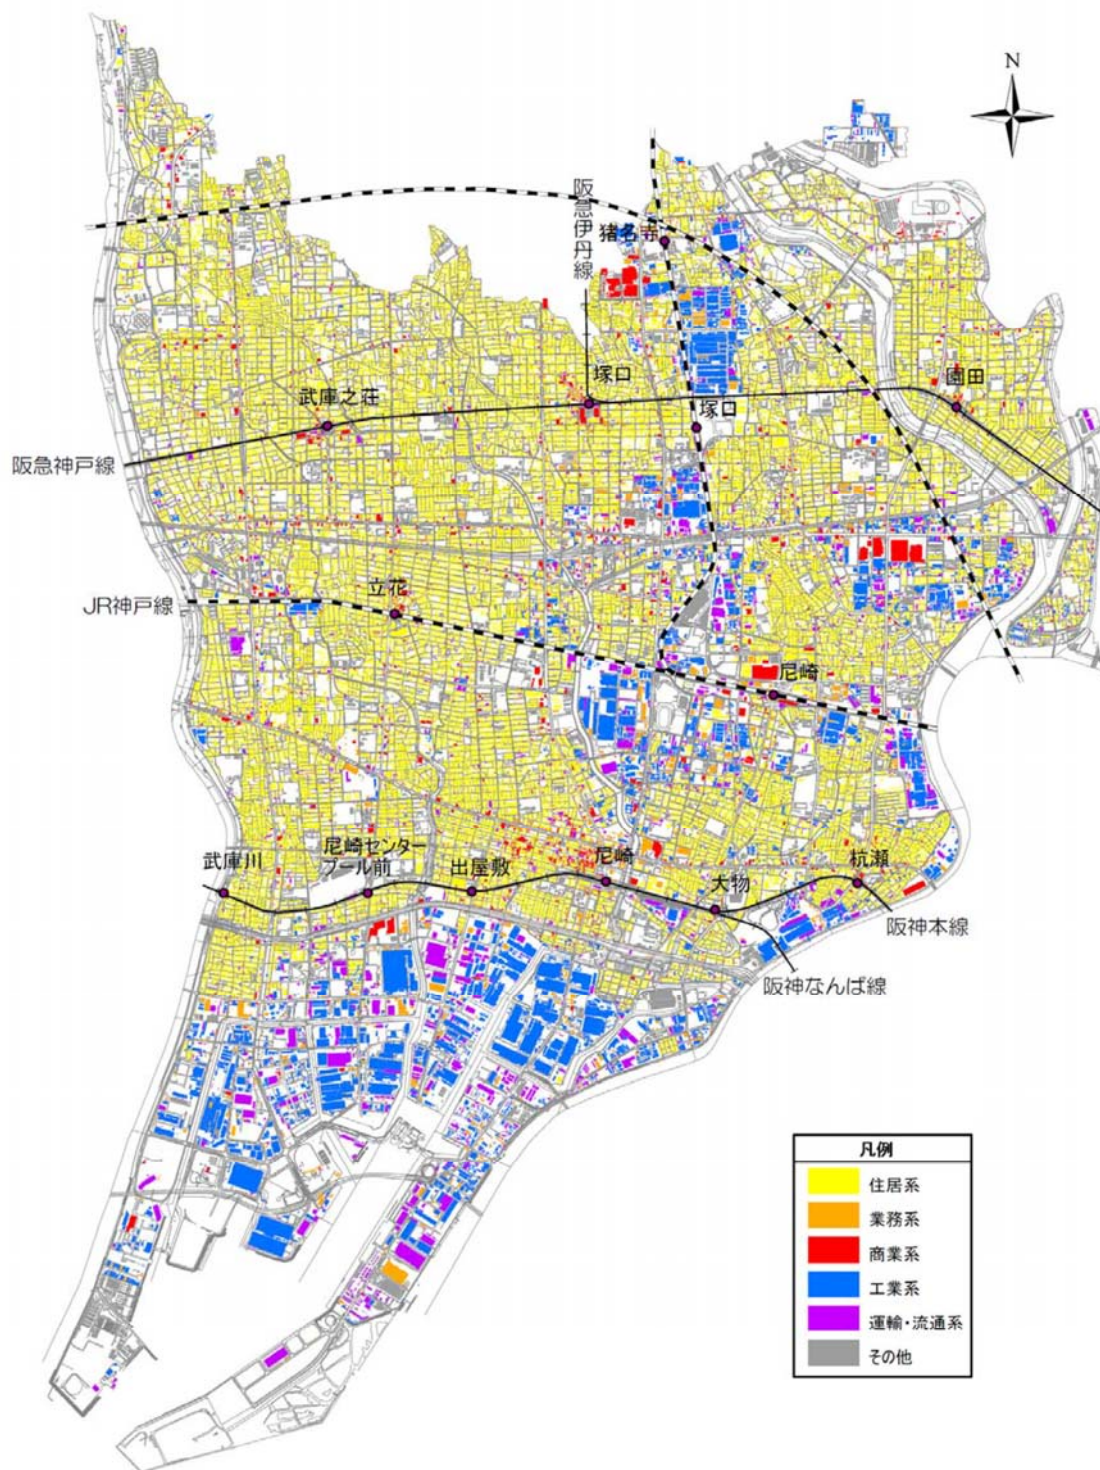 N
阪急伊丹線
猪名寺
塚口
園田
武庫之荘
塚口
阪急神戸線
立花
JR神戸線
尼崎
武庫川
尼崎センター
プール前
出屋敷
尼崎
大物
杭瀬
阪神本線
阪神なんば線
凡例
住居系
業務系
商業系
工業系
運輸・流通系
その他